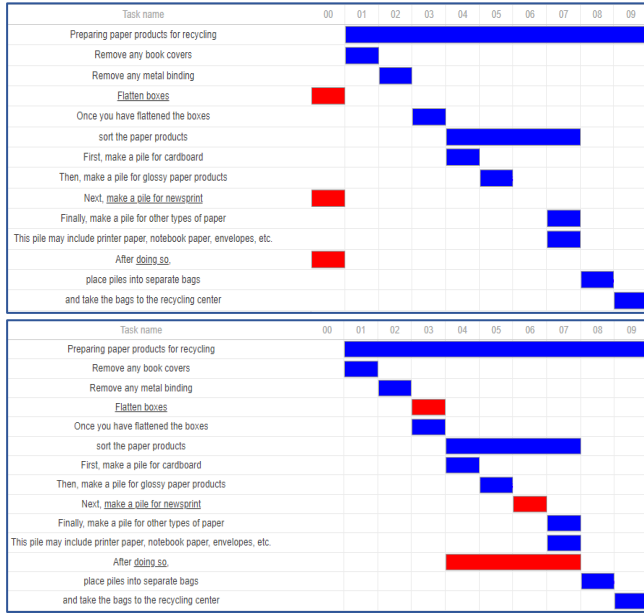 Task name 00 01 02 03 04 05 06 07 08 09
Preparing paper products for recycling
Remove any book covers
Remove any metal binding
Flatten boxes
Once you have flattened the boxes
sort the paper products
First, make a pile for cardboard
Then, make a pile for glossy paper products
Next, make a pile for newsprint
Finally, make a pile for other types of paper
This pile may include printer paper, notebook paper, envelopes, etc.
After doing so,
place piles into separate bags
and take the bags to the recycling center
Task name 00 01 02 03 04 05 06 07 08 09
Preparing paper products for recycling
Remove any book covers
Remove any metal binding
Flatten boxes
Once you have flattened the boxes
sort the paper products
First, make a pile for cardboard
Then, make a pile for glossy paper products
Next, make a pile for newsprint
Finally, make a pile for other types of paper
This pile may include printer paper, notebook paper, envelopes, etc.
After doing so,
place piles into separate bags
and take the bags to the recycling center